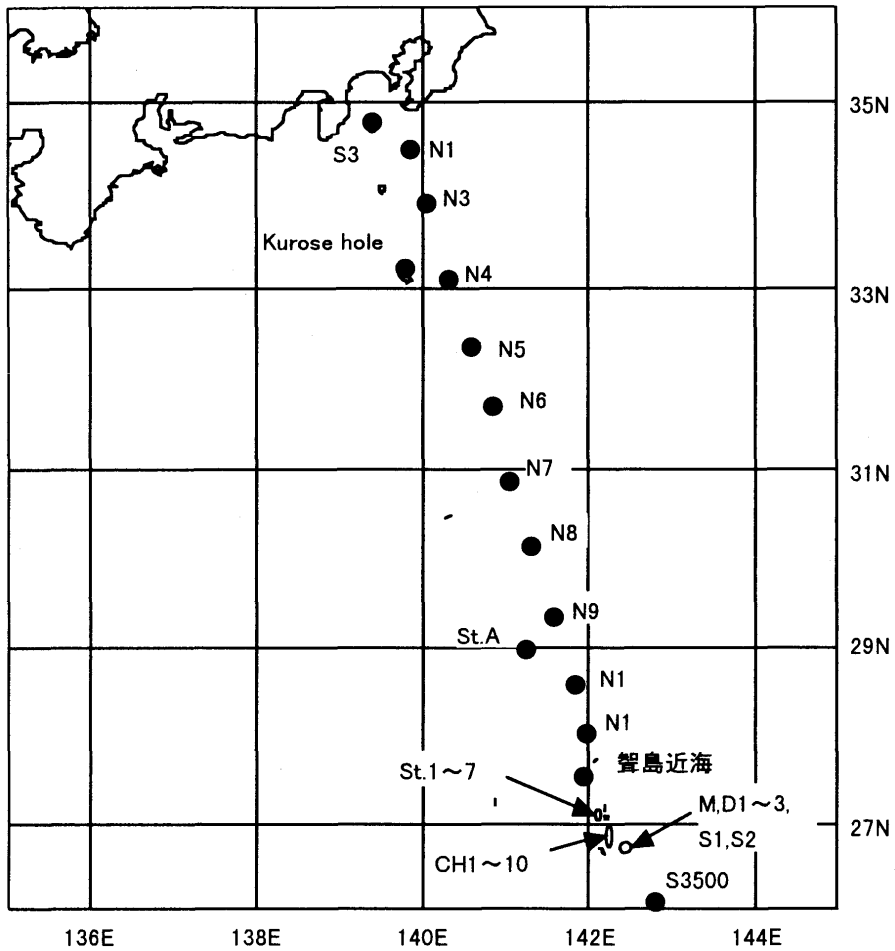 35N
S3
N1
N3
Kurose hole
N4
33N
N5
N6
N7
31N
N8
N9
St.A
29N
N1
N1
聟島近海
St.1～7
M,D1～3,
S1,S2
27N
CH1～10
S3500
136E
138E
140E
142E
144E